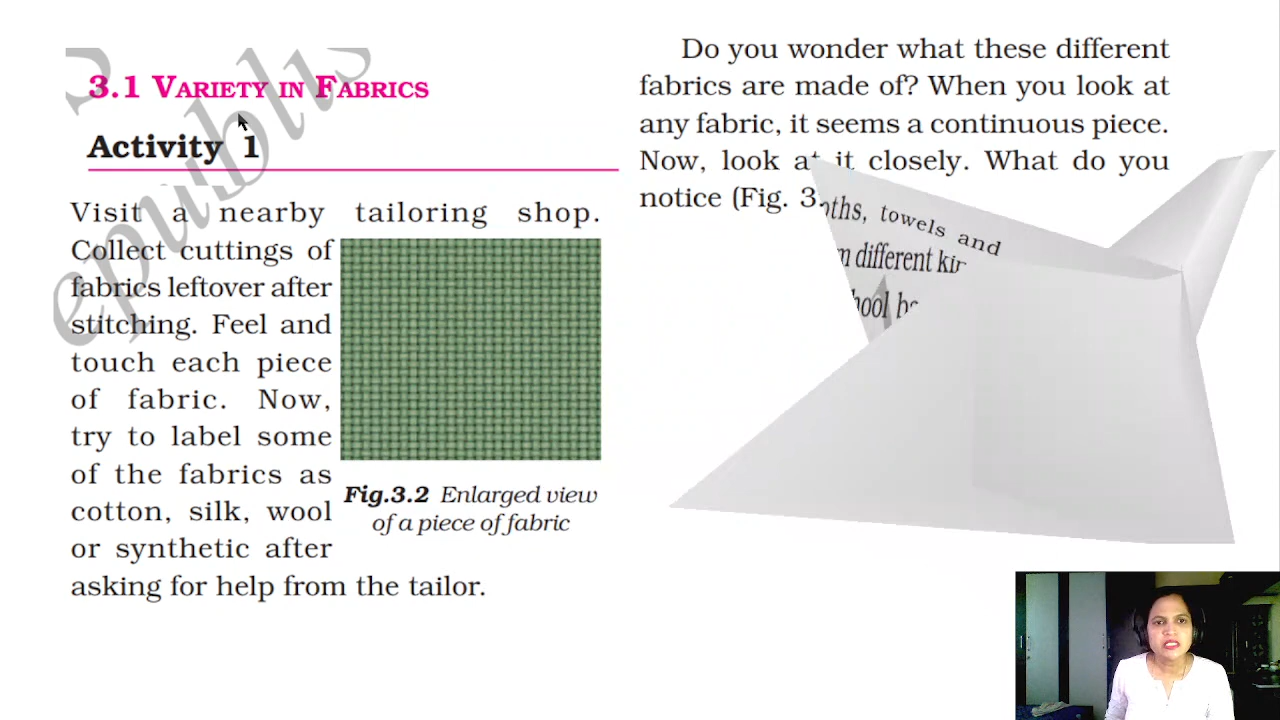 3.1 VARIETY IN FABRICS
Activity 1
Visit a nearby tailoring shop.
Collect cuttings of
fabrics leftover after
stitching. Feel and
touch each piece
of fabric. Now,
try to label some
of the fabrics as
cotton, silk, wool
or synthetic after
asking for help from the tailor.
Fig.3.2 Enlarged view
of a piece of fabric
Do you wonder what these different
fabrics are made of? When you look at
any fabric, it seems a continuous piece.
Now, look at it closely. What do you
notice (Fig. 3.
towels and
different
epublis